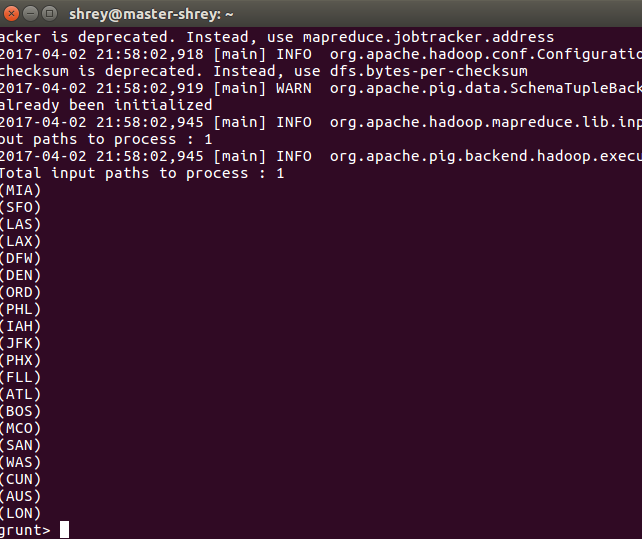 shrey@master-shrey: ~
acker is deprecated. Instead, use mapreduce.jobtracker.address
2017-04-02 21:58:02,918 [main] INFO  org.apache.hadoop.conf.Configuratio
checksum is deprecated. Instead, use dfs.bytes-per-checksum
2017-04-02 21:58:02,919 [main] WARN  org.apache.pig.data.SchemaTupleBack
already been initialized
2017-04-02 21:58:02,945 [main] INFO  org.apache.hadoop.mapreduce.lib.inp
put paths to process : 1
2017-04-02 21:58:02,945 [main] INFO  org.apache.pig.backend.hadoop.execu
Total input paths to process : 1
(MIA)
(SFO)
(LAS)
(LAX)
(DFW)
(DEN)
(ORD)
(PHL)
(IAH)
(JFK)
(PHX)
(FLL)
(ATL)
(BOS)
(MCO)
(SAN)
(WAS)
(CUN)
(AUS)
(LON)
grunt>